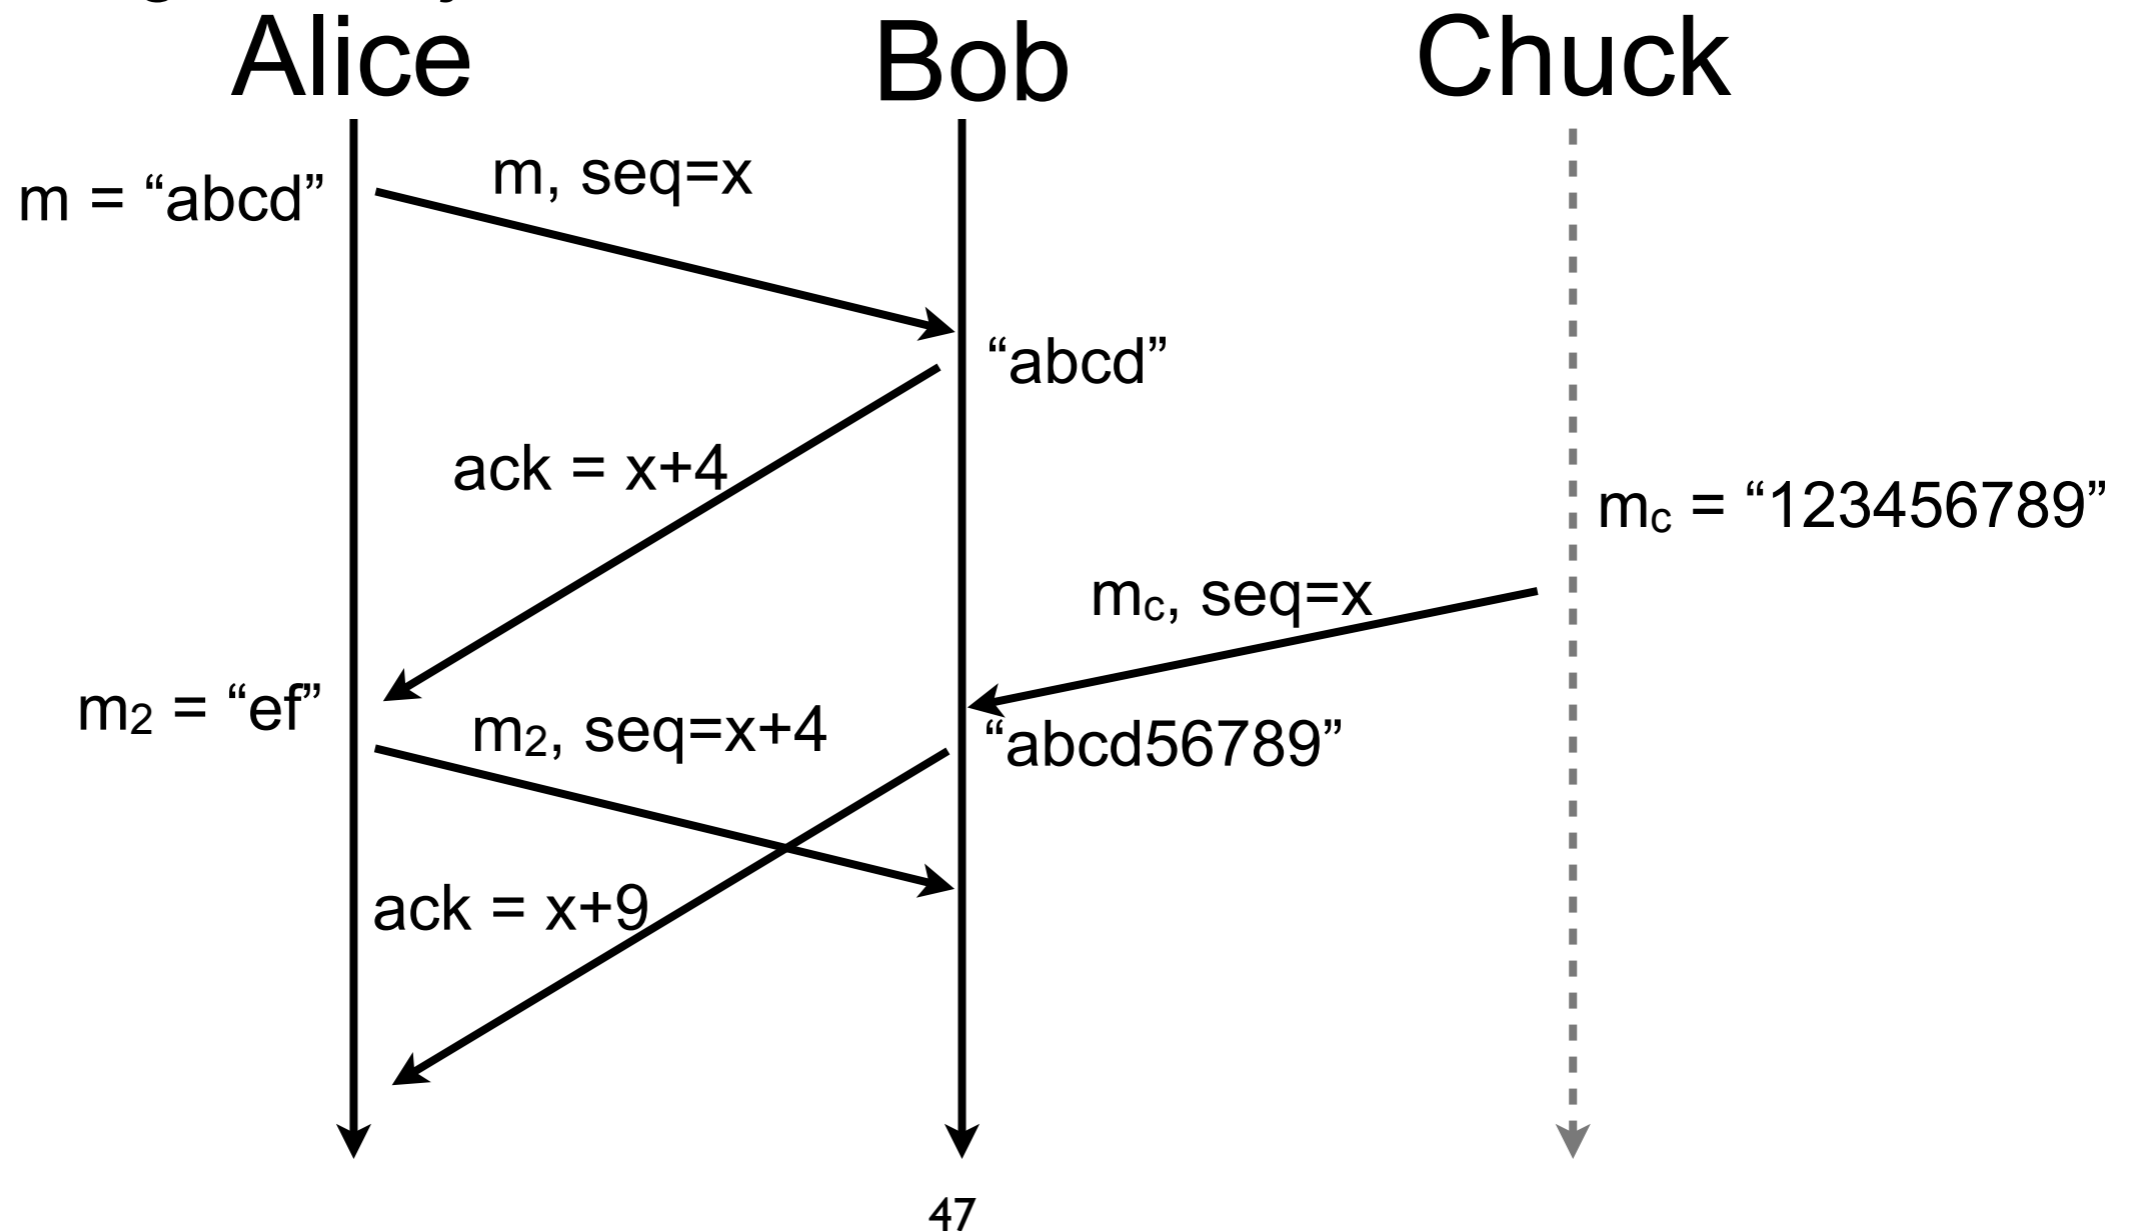 Alice
Bob
Chuck
m = “abcd”
m, seq=x
“abcd”
ack = x+4
mc = “123456789”
mc, seq=x
m2 = “ef”
m2, seq=x+4
“abcd56789”
ack = x+9
47